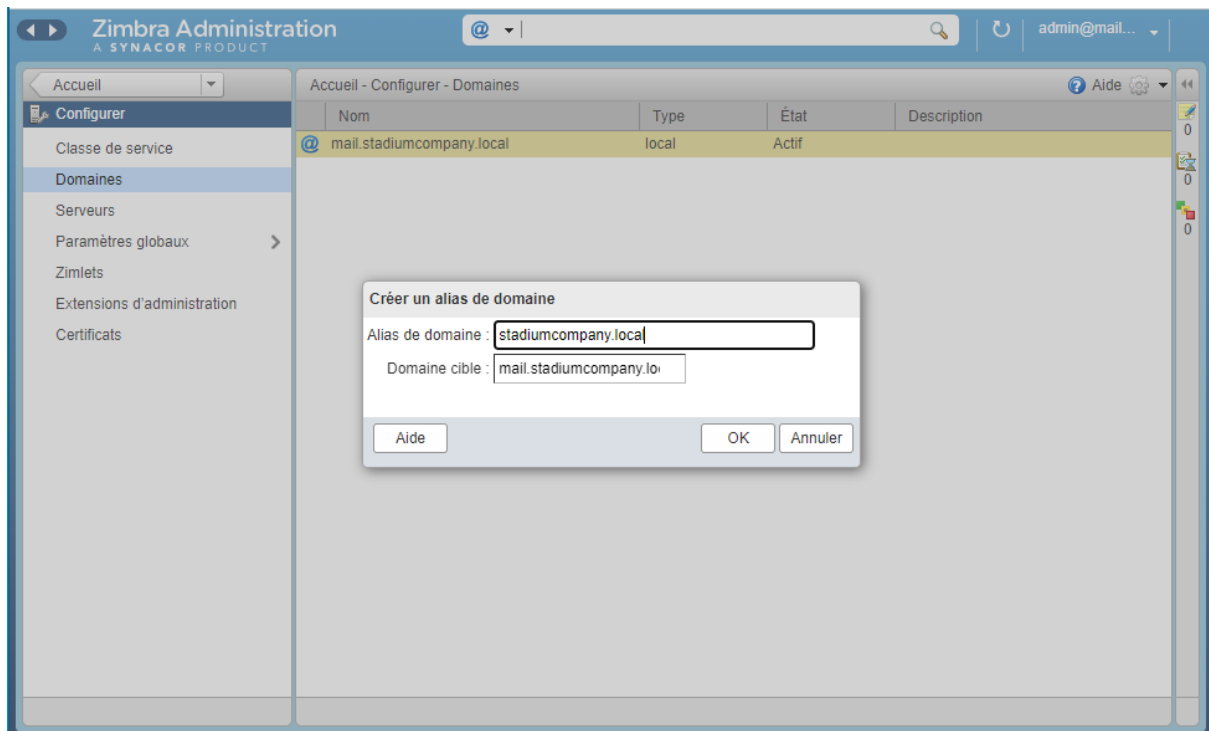 Zimbra Administration
A SYNACOR PRODUCT
@
admin@mail...
Accueil
Accueil - Configurer - Domaines
Aide
Configurer
Nom Type État Description
@ mail.stadiumcompany.local local Actif
0
0
0
Classe de service
Domaines
Serveurs
Paramètres globaux
Zimlets
Extensions d'administration
Certificats
Créer un alias de domaine
Alias de domaine : stadiumcompany.local
Domaine cible : mail.stadiumcompany.lo
Aide OK Annuler